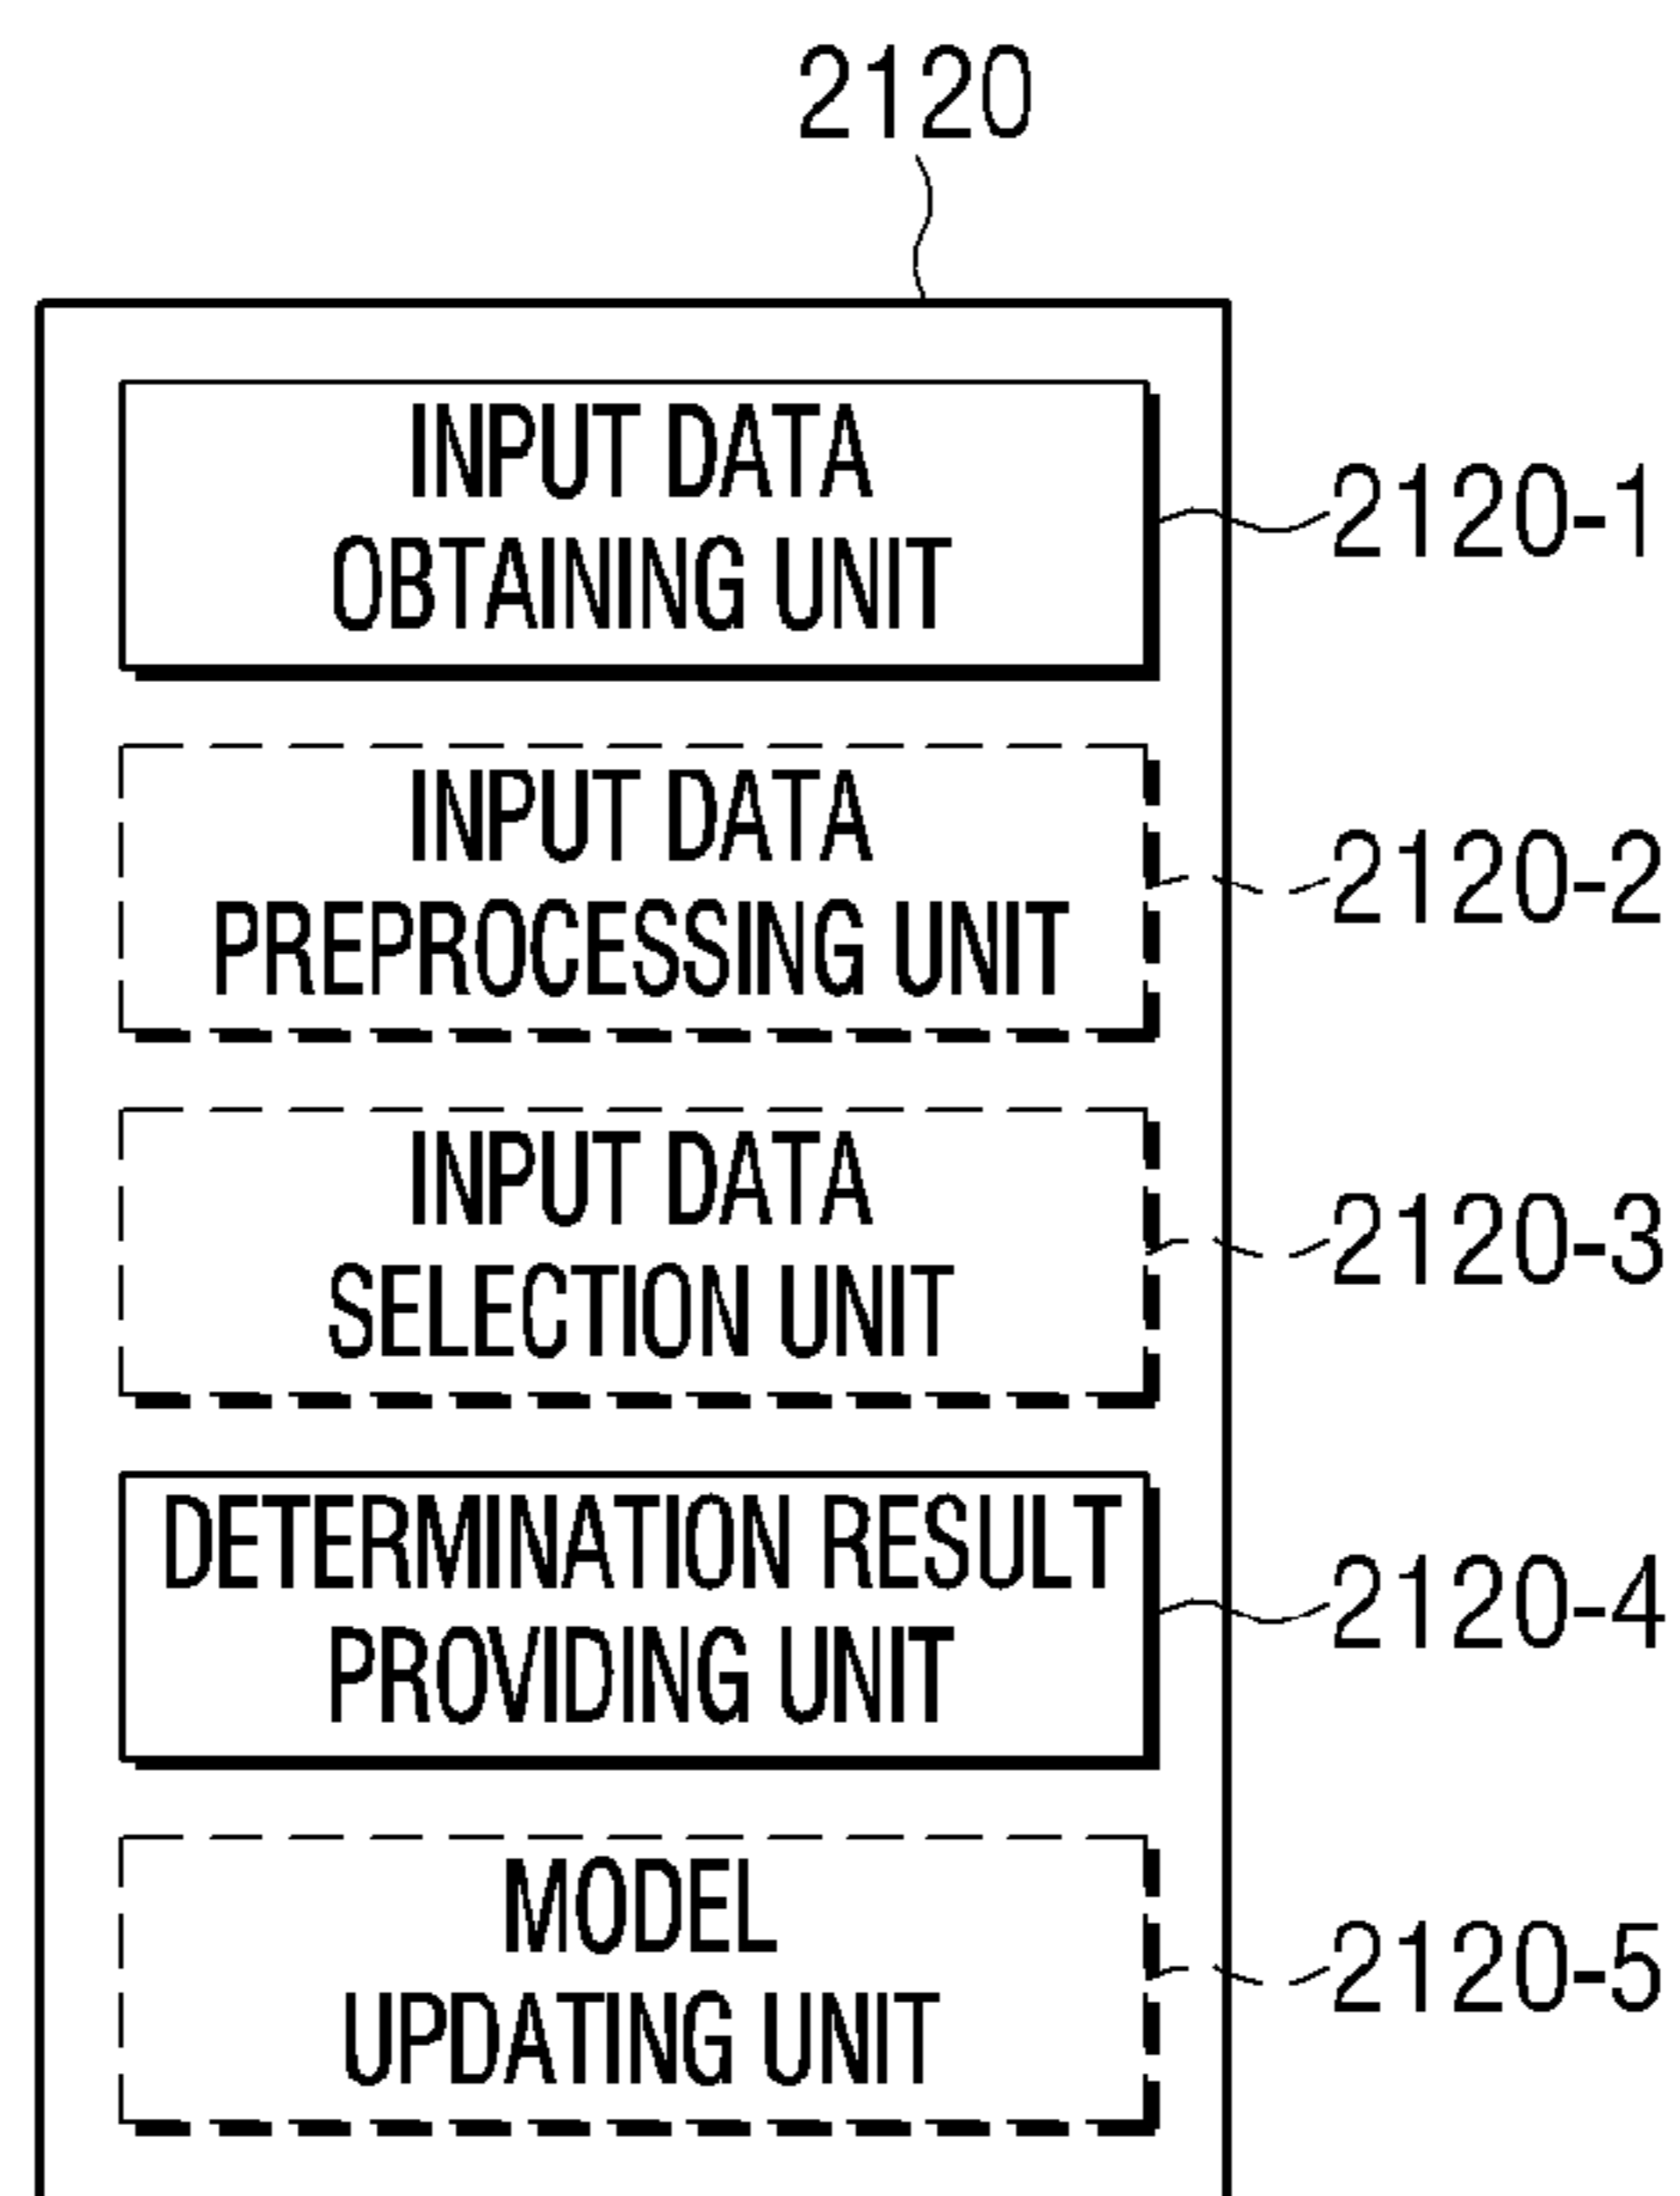 2120
INPUT DATA
OBTAINING UNIT
2120-1
INPUT DATA
PREPROCESSING UNIT
2120-2
INPUT DATA
SELECTION UNIT
2120-3
DETERMINATION RESULT
PROVIDING UNIT
2120-4
MODEL
UPDATING UNIT
2120-5